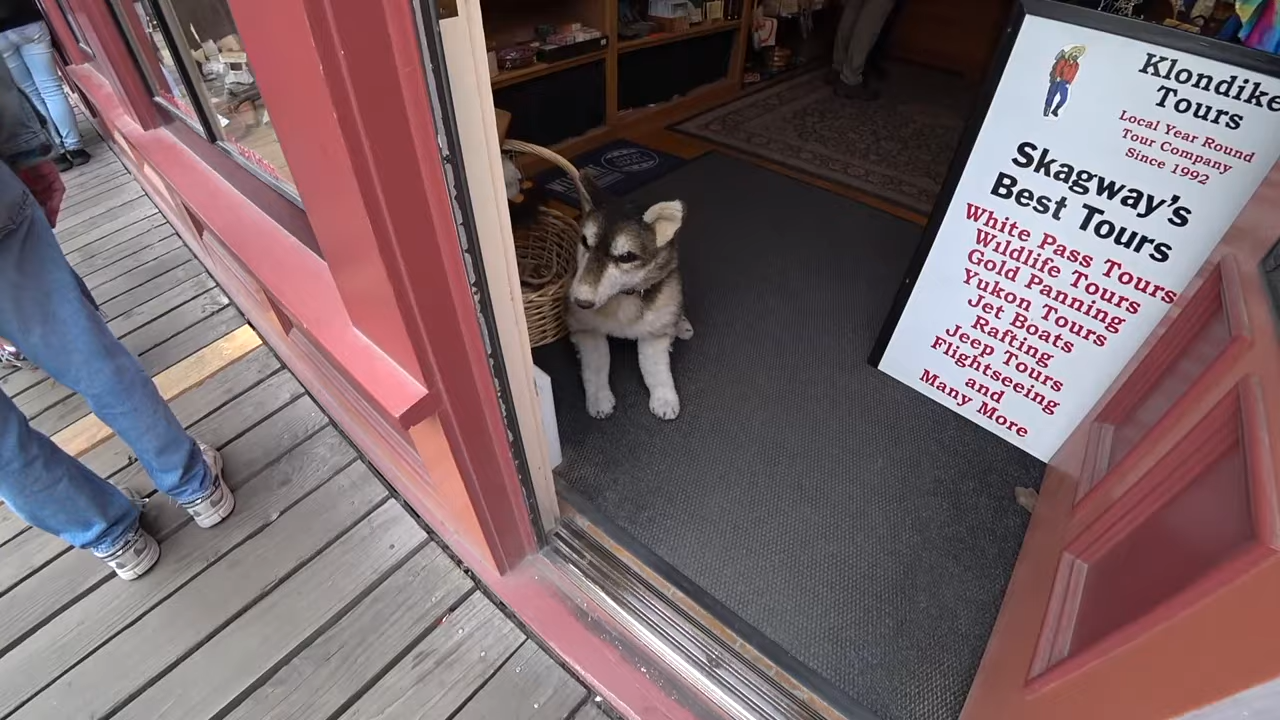 Klondike
Tours
Local Year Round
Tour Company
Since 1992
Skagway's
Best Tours
White Pass Tours
Wildlife Tours
Gold Panning
Yukon Tours
Jet Boats
Rafting
Jeep Tours
Flightseeing
and
Many More